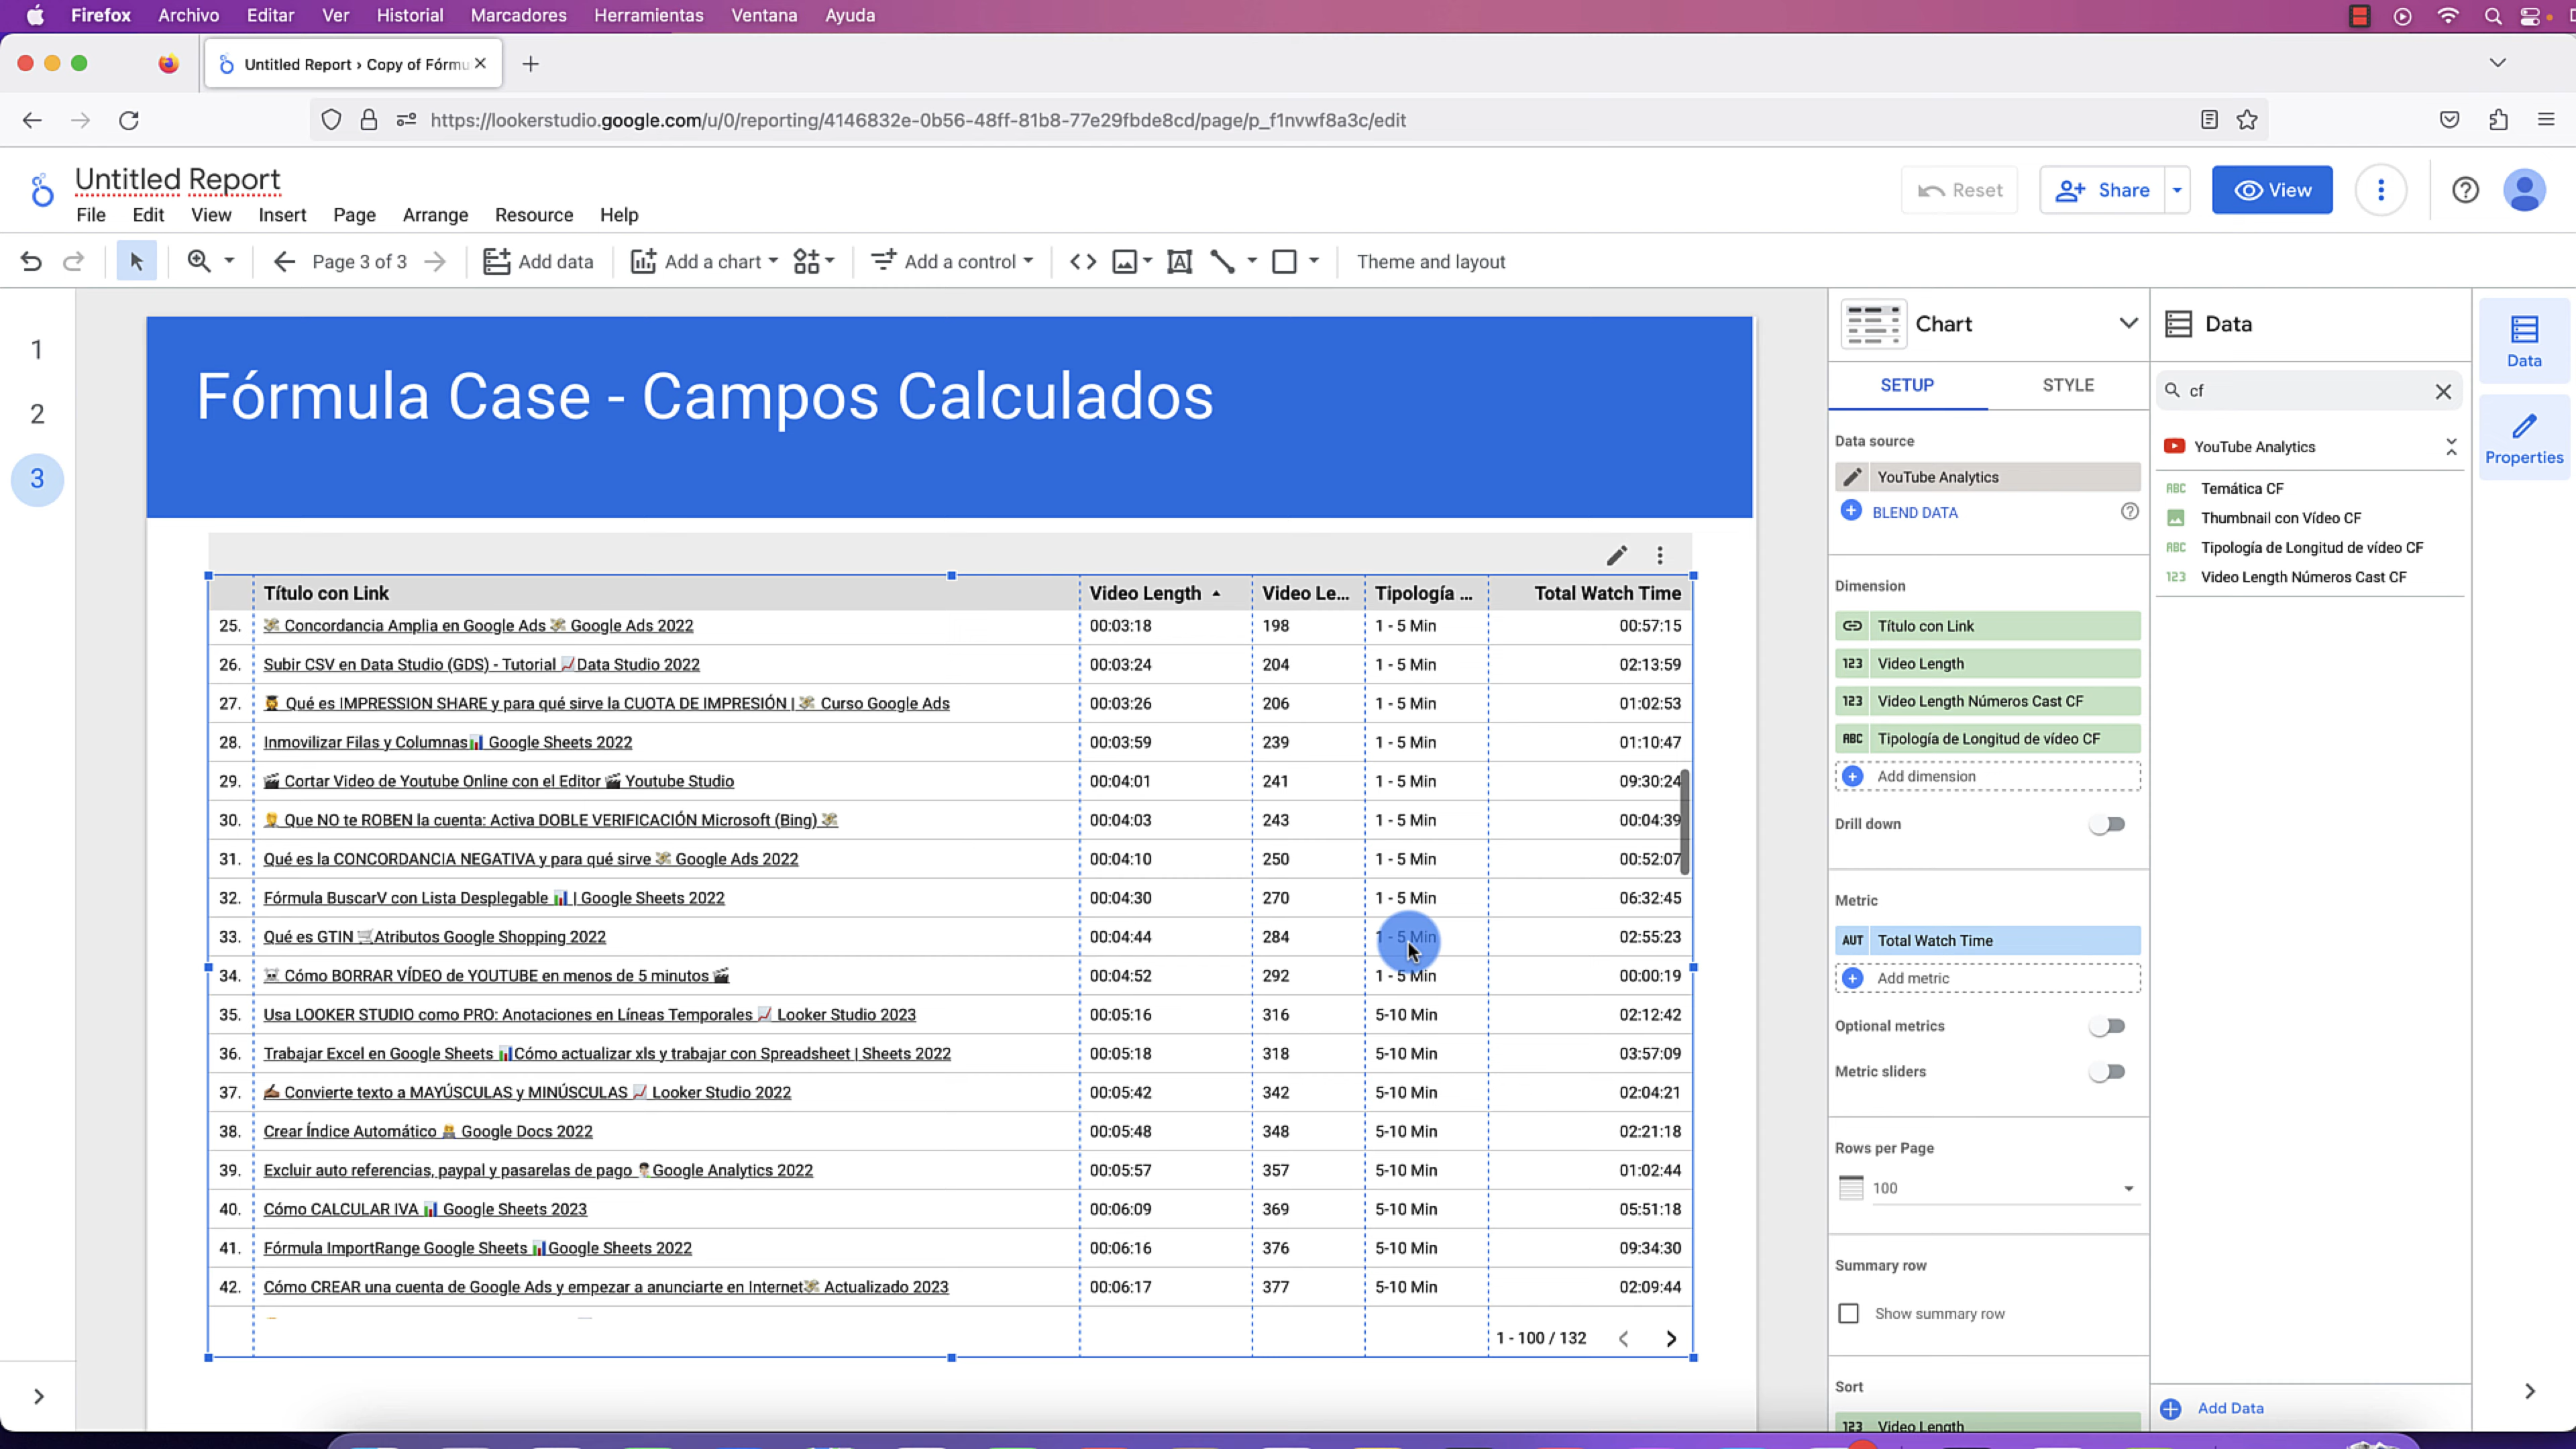 Firefox Archivo Editar Ver Historial Marcadores Herramientas Ventana Ayuda
Untitled Report › Copy of Fórmu
https://lookerstudio.google.com/u/0/reporting/4146832e-0b56-48ff-81b8-77e29fbde8cd/page/p_f1nvwf8a3c/edit
Untitled Report
Reset Share View
File Edit View Insert Page Arrange Resource Help
Page 3 of 3 Add data Add a chart Add a control Theme and layout
1
2
3
Fórmula Case - Campos Calculados
Título con Link Video Length Video Le... Tipología ... Total Watch Time
25. Concordancia Amplia en Google Ads Google Ads 2022 00:03:18 198 1 - 5 Min 00:57:15
26. Subir CSV en Data Studio (GDS) - Tutorial Data Studio 2022 00:03:24 204 1 - 5 Min 02:13:59
27. Qué es IMPRESSION SHARE y para qué sirve la CUOTA DE IMPRESIÓN | Curso Google Ads 00:03:26 206 1 - 5 Min 01:02:53
28. Inmovilizar Filas y Columnas Google Sheets 2022 00:03:59 239 1 - 5 Min 01:10:47
29. Cortar Video de Youtube Online con el Editor Youtube Studio 00:04:01 241 1 - 5 Min 09:30:24
30. Que NO te ROBEN la cuenta: Activa DOBLE VERIFICACIÓN Microsoft (Bing) 00:04:03 243 1 - 5 Min 00:04:39
31. Qué es la CONCORDANCIA NEGATIVA y para qué sirve Google Ads 2022 00:04:10 250 1 - 5 Min 00:52:07
32. Fórmula BuscarV con Lista Desplegable | Google Sheets 2022 00:04:30 270 1 - 5 Min 06:32:45
33. Qué es GTIN Atributos Google Shopping 2022 00:04:44 284 1 - 5 Min 02:55:23
34. Cómo BORRAR VÍDEO de YOUTUBE en menos de 5 minutos 00:04:52 292 1 - 5 Min 00:00:19
35. Usa LOOKER STUDIO como PRO: Anotaciones en Líneas Temporales Looker Studio 2023 00:05:16 316 5-10 Min 02:12:42
36. Trabajar Excel en Google Sheets Cómo actualizar xls y trabajar con Spreadsheet | Sheets 2022 00:05:18 318 5-10 Min 03:57:09
37. Convierte texto a MAYÚSCULAS y MINÚSCULAS Looker Studio 2022 00:05:42 342 5-10 Min 02:04:21
38. Crear Índice Automático Google Docs 2022 00:05:48 348 5-10 Min 02:21:18
39. Excluir auto referencias, paypal y pasarelas de pago Google Analytics 2022 00:05:57 357 5-10 Min 01:02:44
40. Cómo CALCULAR IVA Google Sheets 2023 00:06:09 369 5-10 Min 05:51:18
41. Fórmula ImportRange Google Sheets Google Sheets 2022 00:06:16 376 5-10 Min 09:34:30
42. Cómo CREAR una cuenta de Google Ads y empezar a anunciarte en Internet Actualizado 2023 00:06:17 377 5-10 Min 02:09:44
1 - 100 / 132
Chart
SETUP STYLE
Data source
YouTube Analytics
BLEND DATA
Dimension
Título con Link
123 Video Length
123 Video Length Números Cast CF
ABC Tipología de Longitud de vídeo CF
Add dimension
Drill down
Metric
AUT Total Watch Time
Add metric
Optional metrics
Metric sliders
Rows per Page
100
Summary row
Show summary row
Sort
123 Video Length
Data
cf
YouTube Analytics
ABC Temática CF
Thumbnail con Vídeo CF
ABC Tipología de Longitud de vídeo CF
123 Video Length Números Cast CF
Add Data
Data
Properties